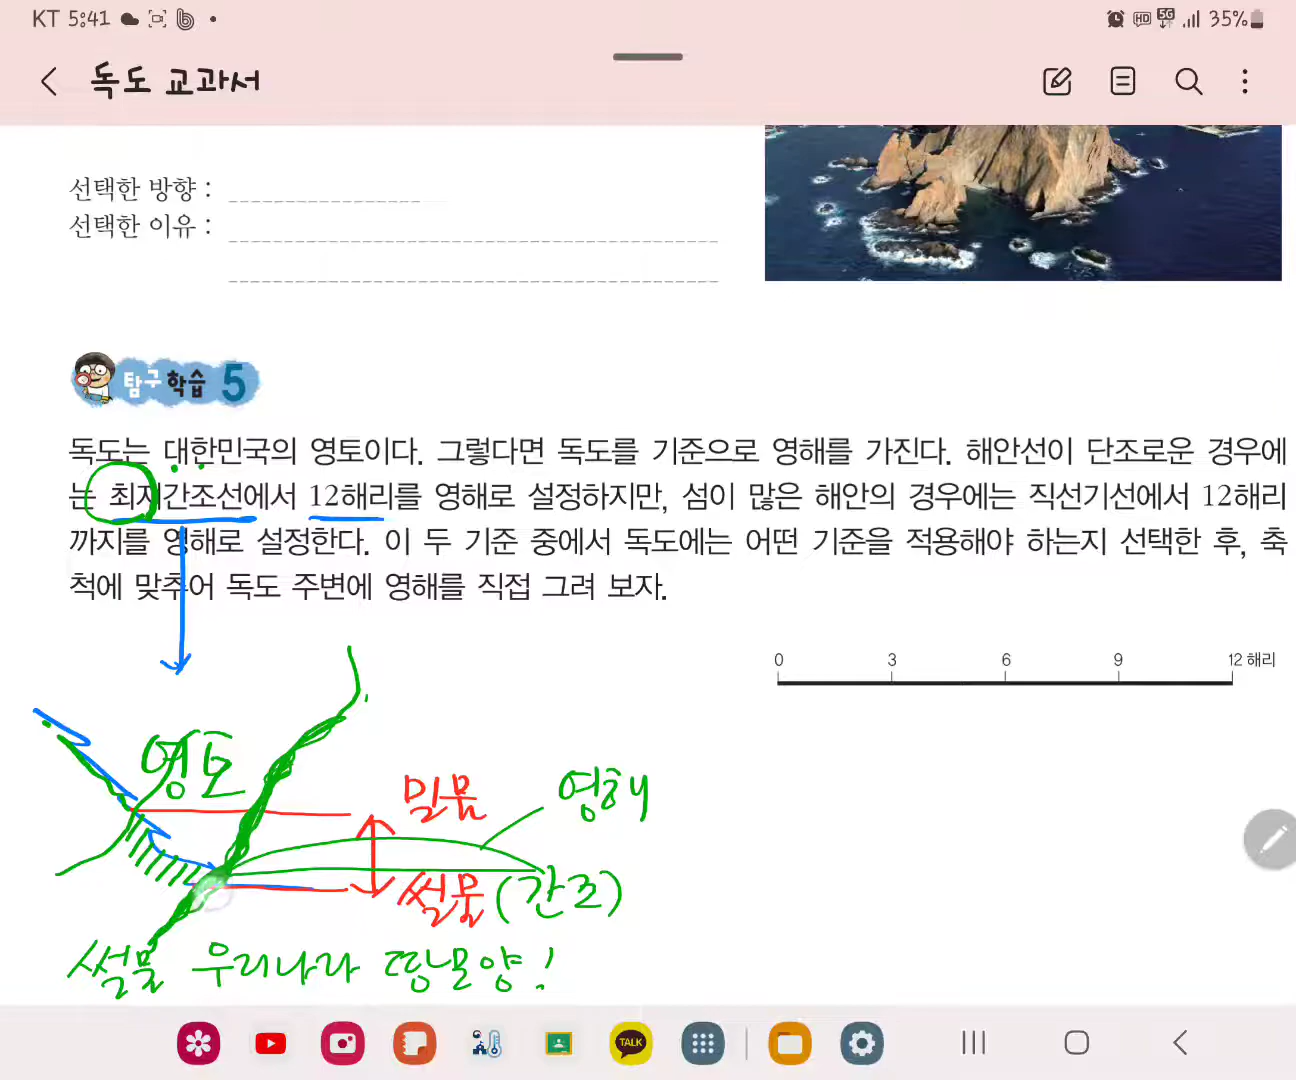 KT 5:41
HD 5G 35%
독도 교과서
선택한 방향 :
선택한 이유 :
탐구 학습 5
독도는 대한민국의 영토이다. 그렇다면 독도를 기준으로 영해를 가진다. 해안선이 단조로운 경우에
는 최저간조선에서 12해리를 영해로 설정하지만, 섬이 많은 해안의 경우에는 직선기선에서 12해리
까지를 영해로 설정한다. 이 두 기준 중에서 독도에는 어떤 기준을 적용해야 하는지 선택한 후, 축
척에 맞추어 독도 주변에 영해를 직접 그려 보자.
0 3 6 9 12 해리
영토
밀물
영해
썰물 (간조)
썰물 우리나라 땅모양!
TALK